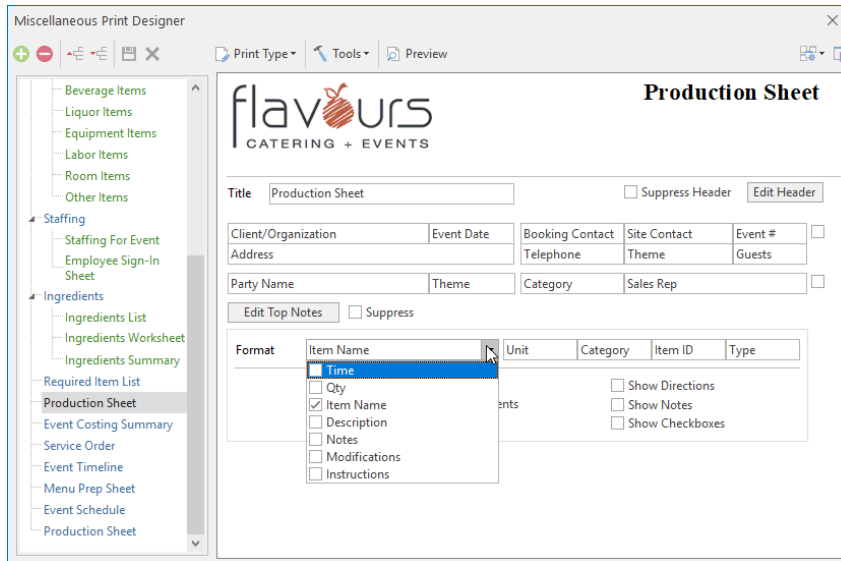 Miscellaneous Print Designer
Print Type Tools Preview
Beverage Items
Liquor Items
Equipment Items
Labor Items
Room Items
Other Items
Staffing
Staffing For Event
Employee Sign-In
Sheet
Ingredients
Ingredients List
Ingredients Worksheet
Ingredients Summary
Required Item List
Production Sheet
Event Costing Summary
Service Order
Event Timeline
Menu Prep Sheet
Event Schedule
Production Sheet
flavours
CATERING + EVENTS
Production Sheet
Title Production Sheet Suppress Header Edit Header
Client/Organization Event Date Booking Contact Site Contact Event #
Address Telephone Theme Guests
Party Name Theme Category Sales Rep
Edit Top Notes Suppress
Format Item Name Unit Category Item ID Type
Time
Qty
Item Name
Description
Notes
Modifications
Instructions
Show Directions
Show Notes
Show Checkboxes